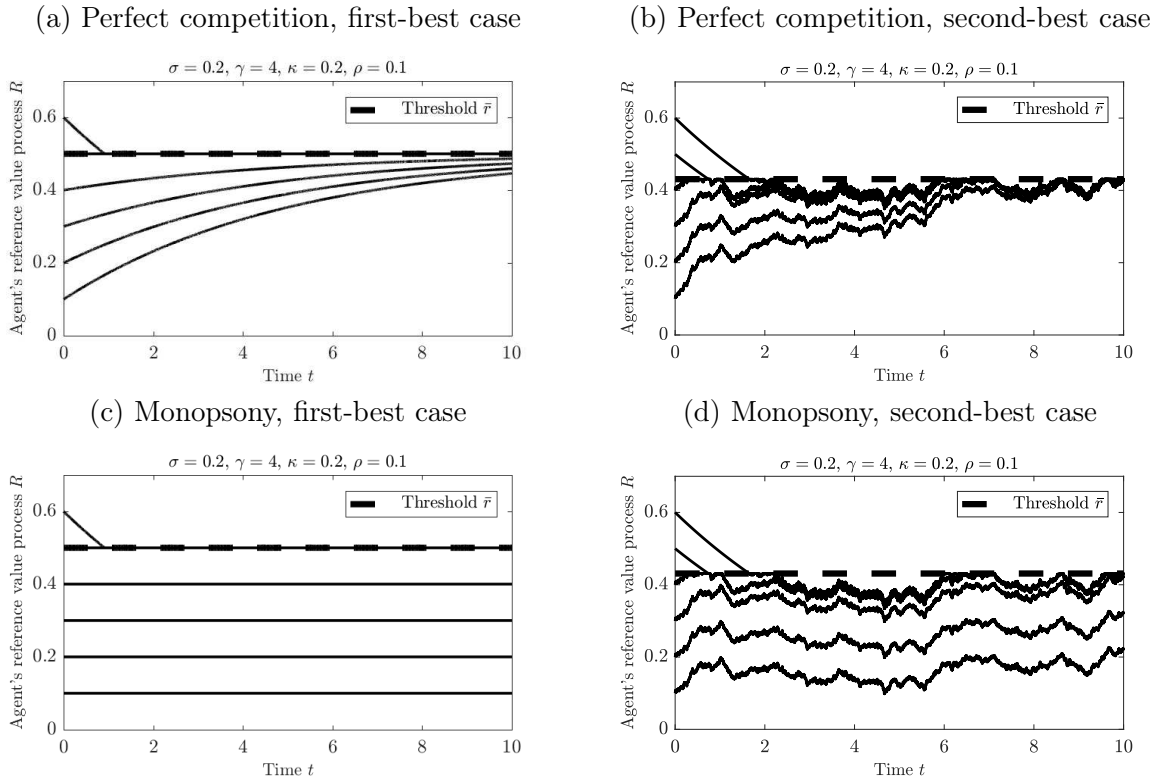 (a) Perfect competition, first-best case
σ = 0.2, γ = 4, κ = 0.2, ρ = 0.1
Threshold r̄
Agent's reference value process R
0.6
0.4
0.2
0
0 2 4 6 8 10
Time t
(b) Perfect competition, second-best case
σ = 0.2, γ = 4, κ = 0.2, ρ = 0.1
Threshold r̄
Agent's reference value process R
0.6
0.4
0.2
0
0 2 4 6 8 10
Time t
(c) Monopsony, first-best case
σ = 0.2, γ = 4, κ = 0.2, ρ = 0.1
Threshold r̄
Agent's reference value process R
0.6
0.4
0.2
0
0 2 4 6 8 10
Time t
(d) Monopsony, second-best case
σ = 0.2, γ = 4, κ = 0.2, ρ = 0.1
Threshold r̄
Agent's reference value process R
0.6
0.4
0.2
0
0 2 4 6 8 10
Time t